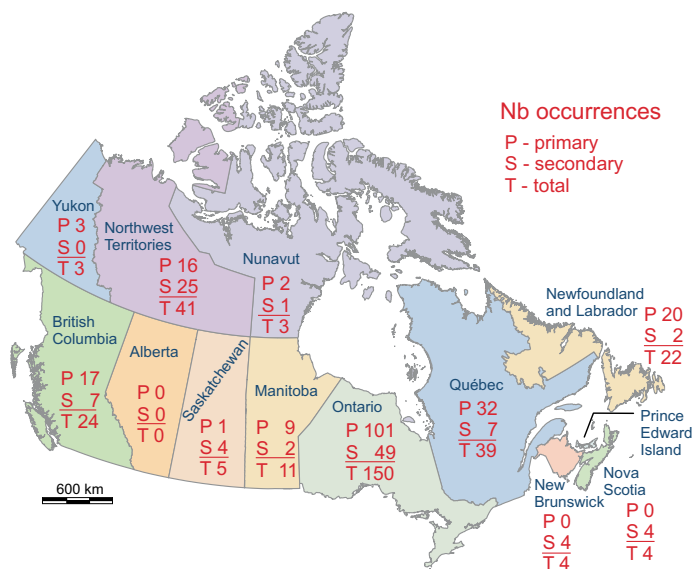 Nb occurrences
P - primary
S - secondary
T - total
Yukon
P 3
S 0
T 3
Northwest
Territories
P 16
S 25
T 41
Nunavut
P 2
S 1
T 3
British
Columbia
P 17
S 7
T 24
Alberta
P 0
S 0
T 0
Saskatchewan
P 1
S 4
T 5
Manitoba
P 9
S 2
T 11
Ontario
P 101
S 49
T 150
Québec
P 32
S 7
T 39
Newfoundland
and Labrador
P 20
S 2
T 22
Prince
Edward
Island
New
Brunswick
P 0
S 4
T 4
Nova
Scotia
P 0
S 4
T 4
600 km